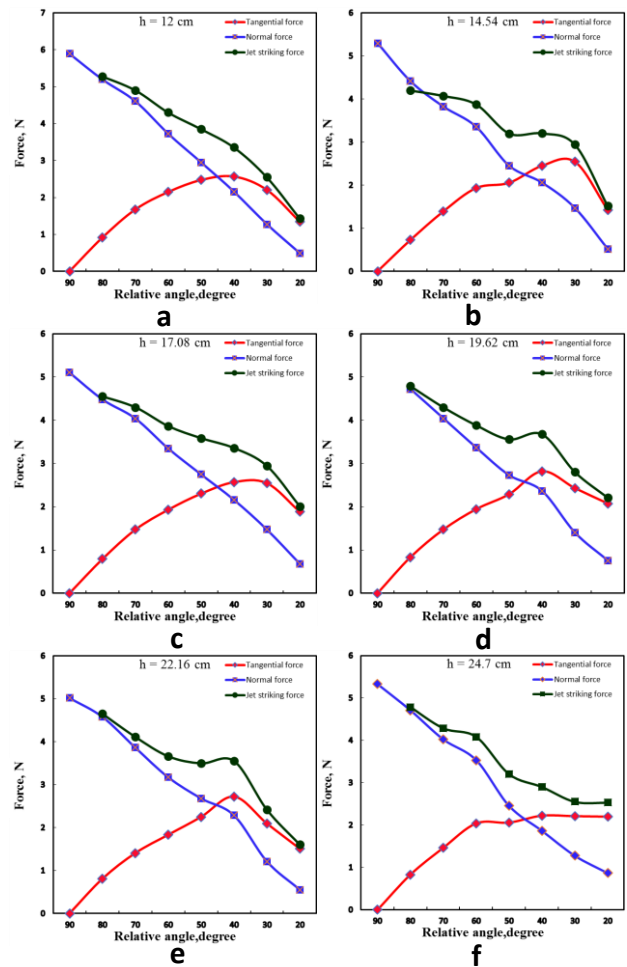 h = 12 cm
Tangential force
Normal force
Jet striking force
Force, N
7
6
5
4
3
2
1
0
90 80 70 60 50 40 30 20
Relative angle,degree
a
h = 14.54 cm
Tangential force
Normal force
Jet striking force
Force, N
6
5
4
3
2
1
0
90 80 70 60 50 40 30 20
Relative angle,degree
b
h = 17.08 cm
Tangential force
Normal force
Jet striking force
Force, N
6
5
4
3
2
1
0
90 80 70 60 50 40 30 20
Relative angle,degree
c
h = 19.62 cm
Tangential force
Normal force
Jet striking force
Force, N
6
5
4
3
2
1
0
90 80 70 60 50 40 30 20
Relative angle,degree
d
h = 22.16 cm
Tangential force
Normal force
Jet striking force
Force, N
6
5
4
3
2
1
0
90 80 70 60 50 40 30 20
Relative angle,degree
e
h = 24.7 cm
Tangential force
Normal force
Jet striking force
Force, N
6
5
4
3
2
1
0
90 80 70 60 50 40 30 20
Relative angle,degree
f